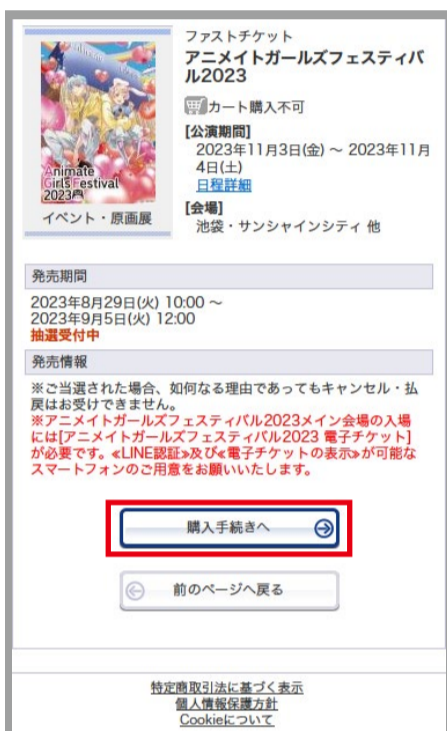 ファストチケット
アニメイトガールズフェスティバ
ル2023
カート購入不可
[公演期間]
2023年11月3日(金) ～ 2023年11月
4日(土)
日程詳細
[会場]
池袋・サンシャインシティ 他
Animate
Girls Festival
2023
イベント・原画展
発売期間
2023年8月29日(火) 10:00 ～
2023年9月5日(火) 12:00
抽選受付中
発売情報
※ご当選された場合、如何なる理由であってもキャンセル・払
戻はお受けできません。
※アニメイトガールズフェスティバル2023メイン会場の入場
には[アニメイトガールズフェスティバル2023 電子チケット]
が必要です。≪LINE認証≫及び≪電子チケットの表示≫が可能な
スマートフォンのご用意をお願いいたします。
購入手続きへ
前のページへ戻る
特定商取引法に基づく表示
個人情報保護方針
Cookieについて